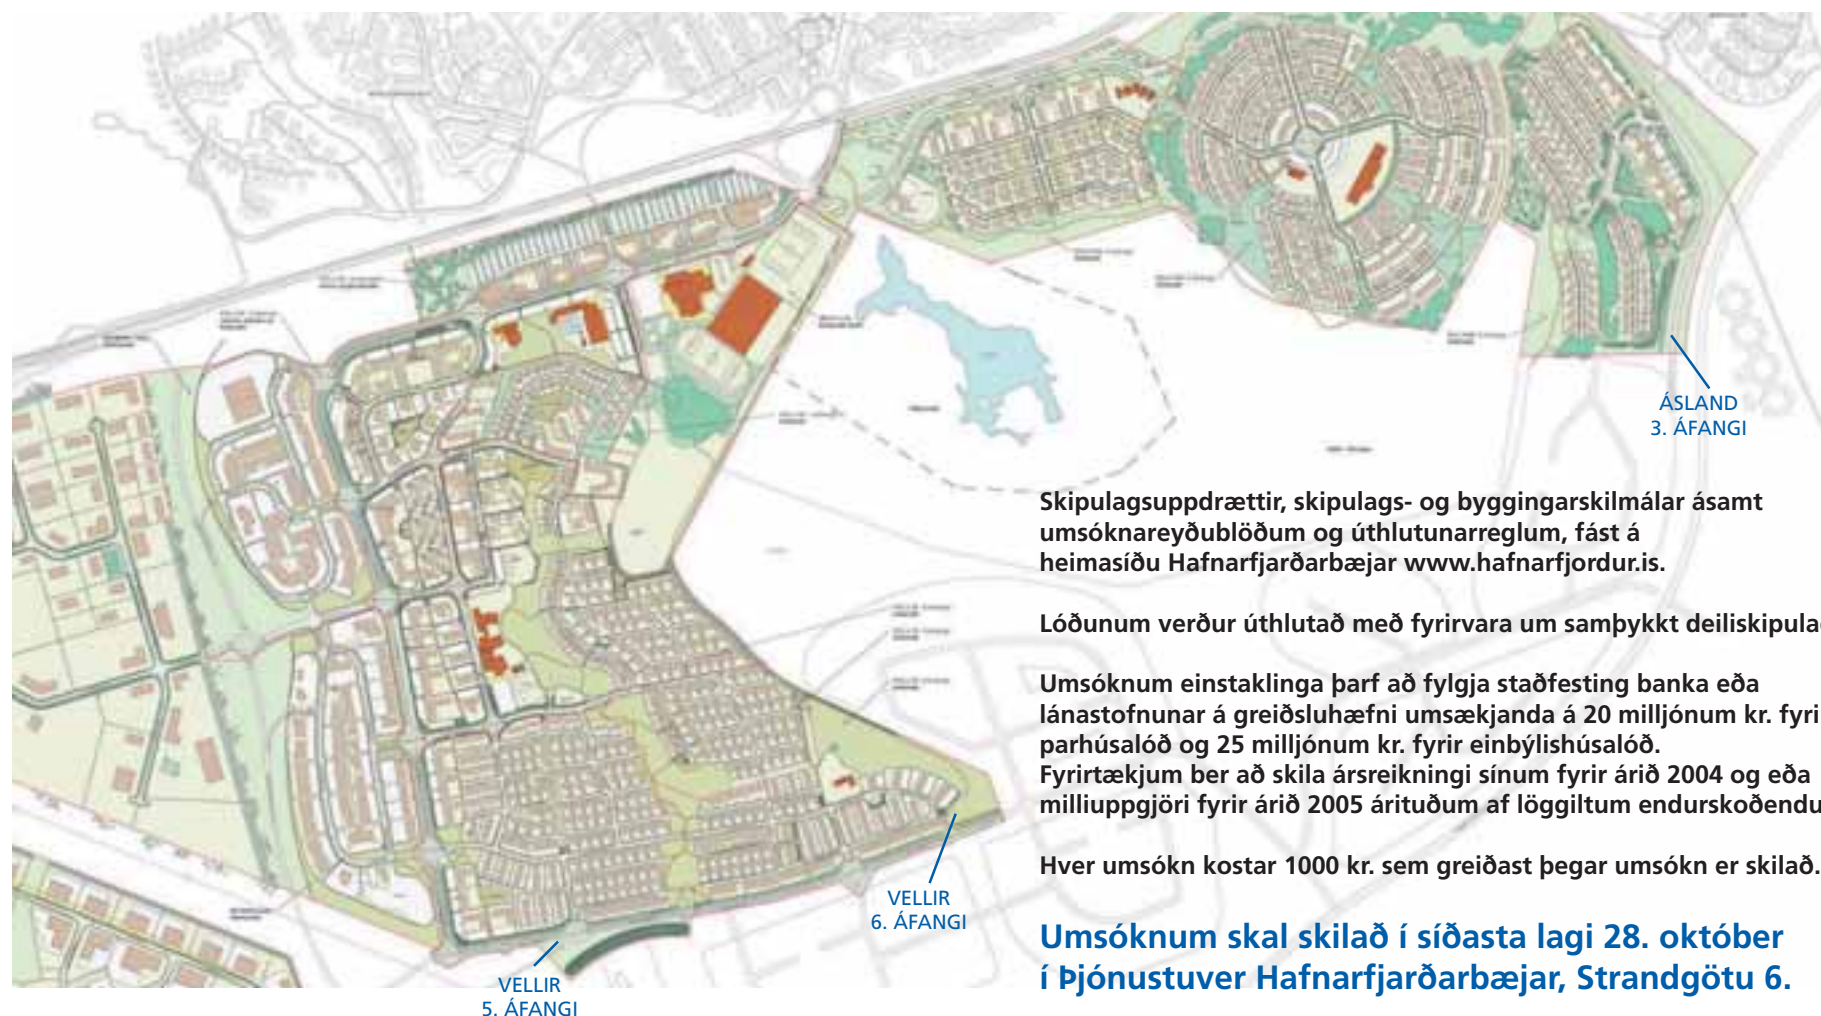 ÁSLAND
3. ÁFANGI
Skipulagsuppdrættir, skipulags- og byggingarskilmálar ásamt
umsóknareyðublöðum og úthlutunarreglum, fást á
heimasíðu Hafnarfjarðarbæjar www.hafnarfjordur.is.
Lóðunum verður úthlutað með fyrirvara um samþykkt deiliskipula
Umsóknum einstaklinga þarf að fylgja staðfesting banka eða
lánastofnunar á greiðsluhæfni umsækjanda á 20 milljónum kr. fyri
parhúsalóð og 25 milljónum kr. fyrir einbýlishúsalóð.
Fyrirtækjum ber að skila ársreikningi sínum fyrir árið 2004 og eða
milliuppgjöri fyrir árið 2005 árituðum af löggiltum endurskoðendu
Hver umsókn kostar 1000 kr. sem greiðast þegar umsókn er skilað.
Umsóknum skal skilað í síðasta lagi 28. október
í Þjónustuver Hafnarfjarðarbæjar, Strandgötu 6.
VELLIR
6. ÁFANGI
VELLIR
5. ÁFANGI